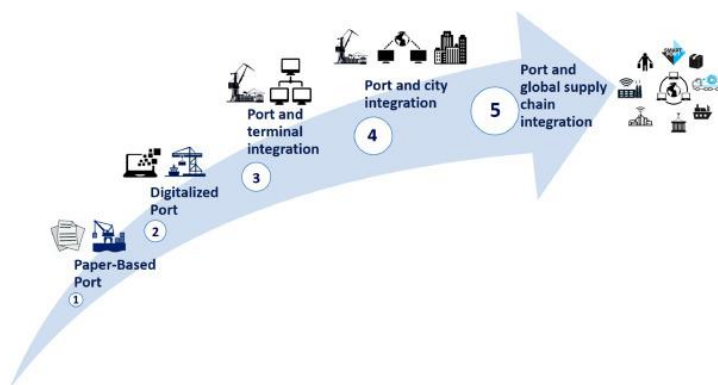 SMART
Port and
global supply
chain
integration
5
Port and city
integration
4
Port and
terminal
integration
3
Digitalized
Port
2
Paper-Based
Port
1